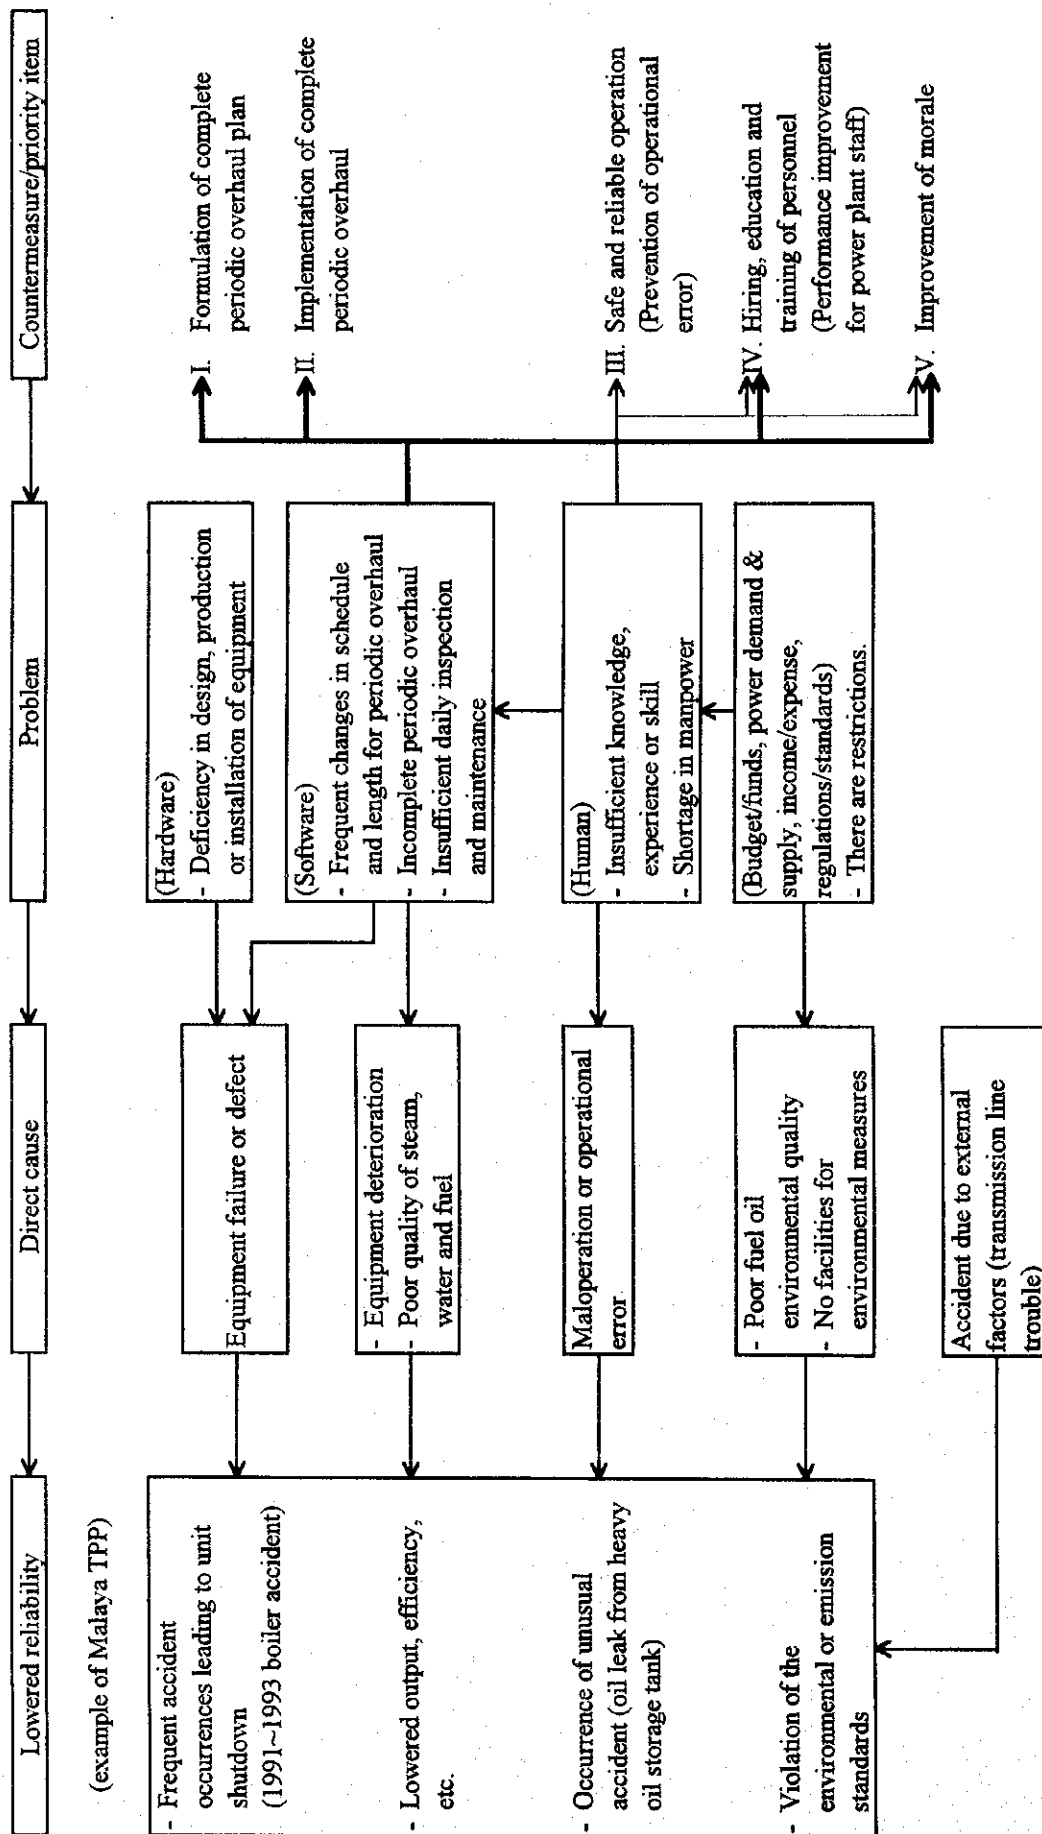 Lowered reliability
Direct cause
Problem
Countermeasure/priority item
(example of Malaya TPP)
- Frequent accident
occurrences leading to unit
shutdown
(1991~1993 boiler accident)
- Lowered output, efficiency,
etc.
- Occurrence of unusual
accident (oil leak from heavy
oil storage tank)
- Violation of the
environmental or emission
standards
Equipment failure or defect
- Equipment deterioration
- Poor quality of steam,
water and fuel
Maloperation or operational
error
- Poor fuel oil
environmental quality
- No facilities for
environmental measures
Accident due to external
factors (transmission line
trouble)
(Hardware)
- Deficiency in design, production
or installation of equipment
(Software)
- Frequent changes in schedule
and length for periodic overhaul
- Incomplete periodic overhaul
- Insufficient daily inspection
and maintenance
(Human)
- Insufficient knowledge,
experience or skill
- Shortage in manpower
(Budget/funds, power demand &
supply, income/expense,
regulations/standards)
- There are restrictions.
I. Formulation of complete
periodic overhaul plan
II. Implementation of complete
periodic overhaul
III. Safe and reliable operation
(Prevention of operational
error)
IV. Hiring, education and
training of personnel
(Performance improvement
for power plant staff)
V. Improvement of morale